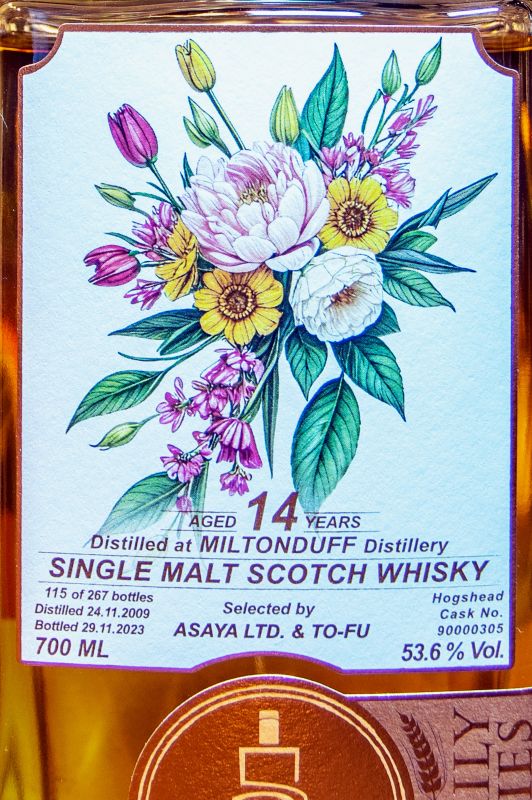 AGED 14 YEARS
Distilled at MILTONDUFF Distillery
SINGLE MALT SCOTCH WHISKY
115 of 267 bottles
Distilled 24.11.2009
Bottled 29.11.2023
700 ML
Selected by
ASAYA LTD. & TO-FU
Hogshead
Cask No.
90000305
53.6 % Vol.